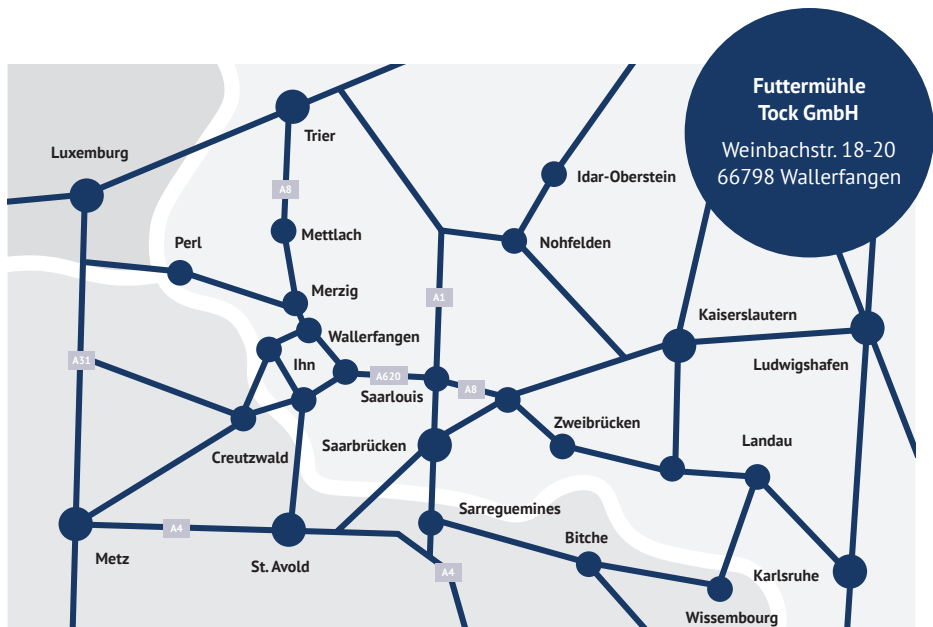 Futtermühle
Tock GmbH
Weinbachstr. 18-20
66798 Wallerfangen
Trier
Luxemburg
Idar-Oberstein
A8
Mettlach
Perl
Nohfelden
Merzig
A1
Kaiserslautern
Wallerfangen
A31
Ihn
Ludwigshafen
A620
A8
Saarlouis
Zweibrücken
Saarbrücken
Landau
Creutzwald
Sarreguemines
A4
Bitche
Metz
St. Avold
A4
Karlsruhe
Wissembourg